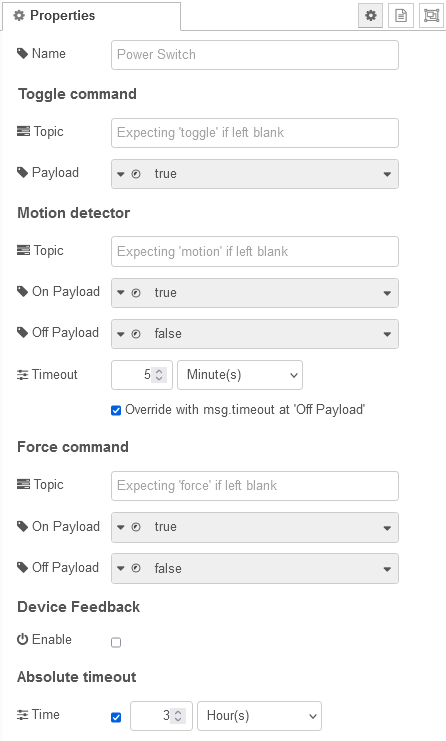 Properties
Name Power Switch
Toggle command
Topic Expecting 'toggle' if left blank
Payload true
Motion detector
Topic Expecting 'motion' if left blank
On Payload true
Off Payload false
Timeout 5 Minute(s)
Override with msg.timeout at 'Off Payload'
Force command
Topic Expecting 'force' if left blank
On Payload true
Off Payload false
Device Feedback
Enable
Absolute timeout
Time 3 Hour(s)